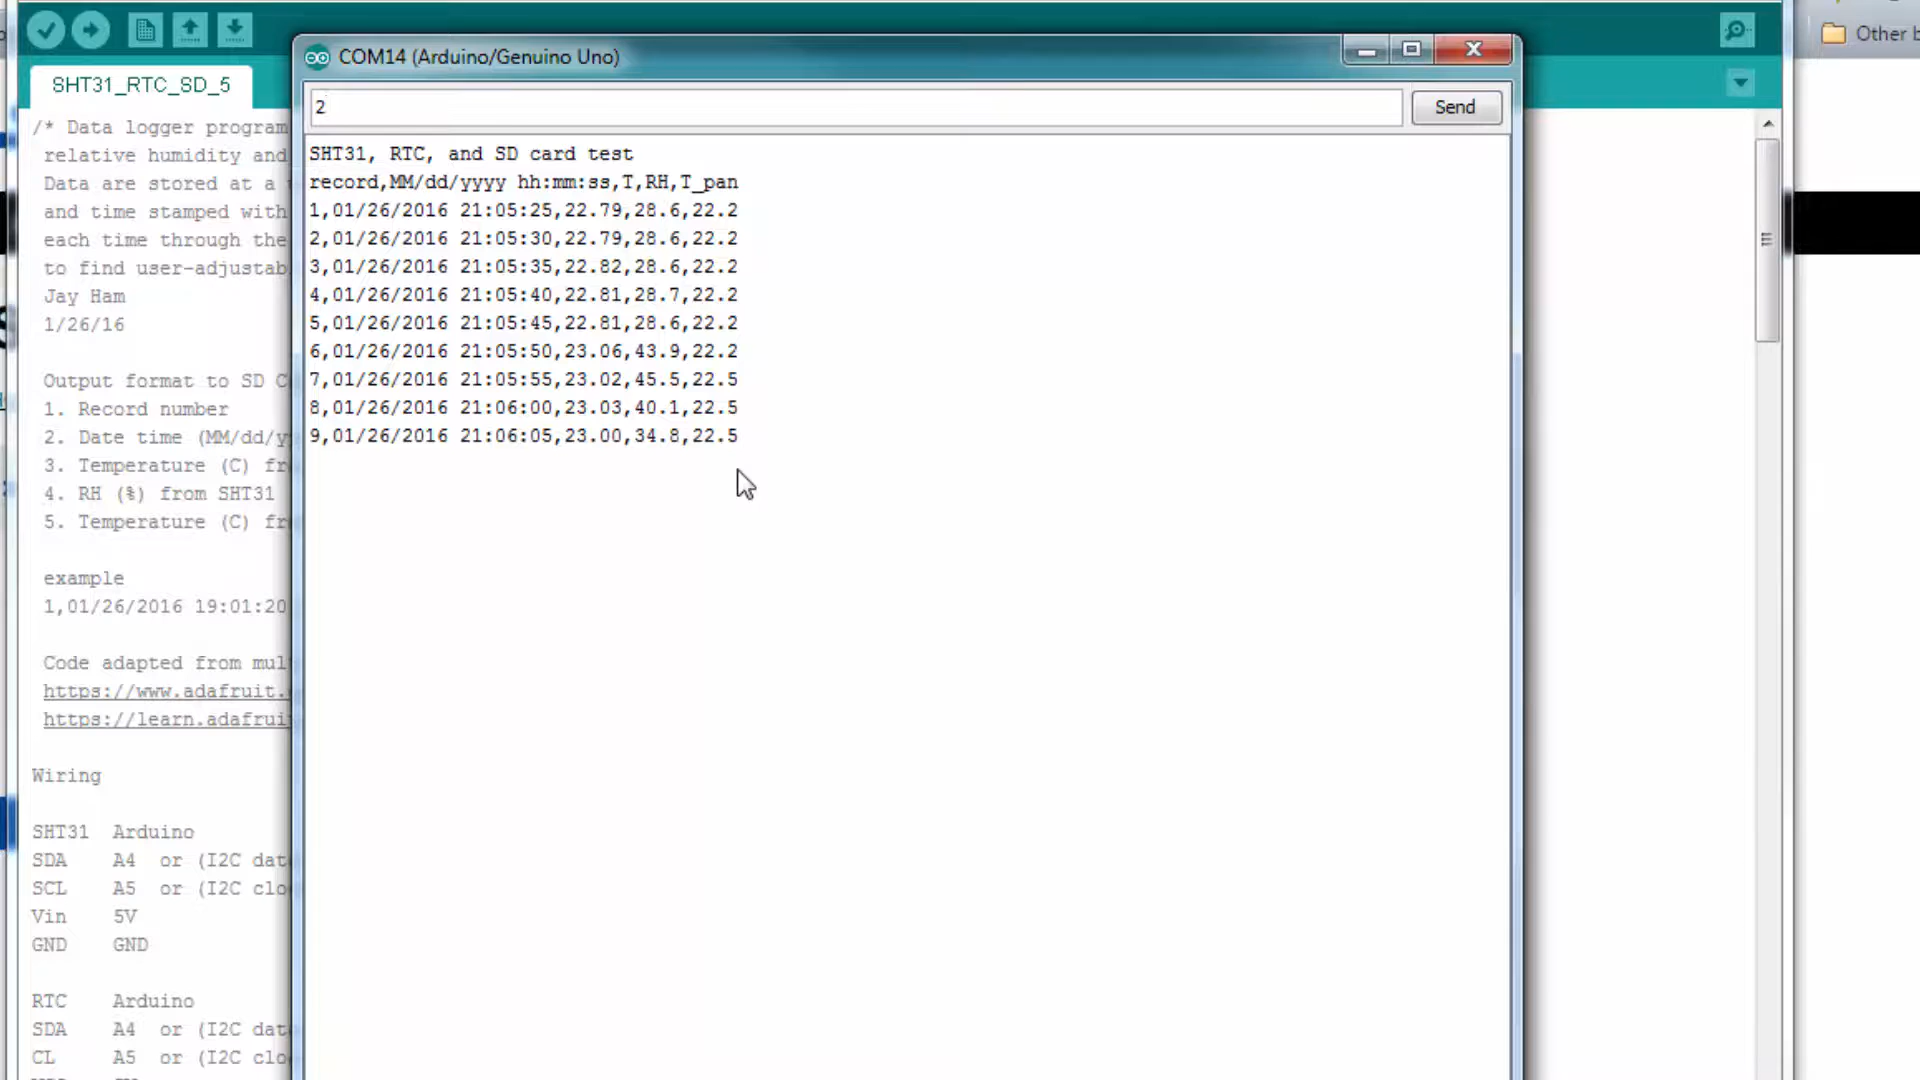 Other b
COM14 (Arduino/Genuino Uno)
SHT31_RTC_SD_5
2
Send
SHT31, RTC, and SD card test
record,MM/dd/yyyy hh:mm:ss,T,RH,T_pan
1,01/26/2016 21:05:25,22.79,28.6,22.2
2,01/26/2016 21:05:30,22.79,28.6,22.2
3,01/26/2016 21:05:35,22.82,28.6,22.2
4,01/26/2016 21:05:40,22.81,28.7,22.2
5,01/26/2016 21:05:45,22.81,28.6,22.2
6,01/26/2016 21:05:50,23.06,43.9,22.2
7,01/26/2016 21:05:55,23.02,45.5,22.5
8,01/26/2016 21:06:00,23.03,40.1,22.5
9,01/26/2016 21:06:05,23.00,34.8,22.5
/* Data logger program
relative humidity and
Data are stored at a
and time stamped with
each time through the
to find user-adjustab
Jay Ham
1/26/16
Output format to SD C
1. Record number
2. Date time (MM/dd/y
3. Temperature (C) fr
4. RH (%) from SHT31
5. Temperature (C) fr
example
1,01/26/2016 19:01:20
Code adapted from mul
https://www.adafruit.
https://learn.adafrui
Wiring
SHT31 Arduino
SDA A4 or (I2C dat
SCL A5 or (I2C clo
Vin 5V
GND GND
RTC Arduino
SDA A4 or (I2C dat
CL A5 or (I2C clo